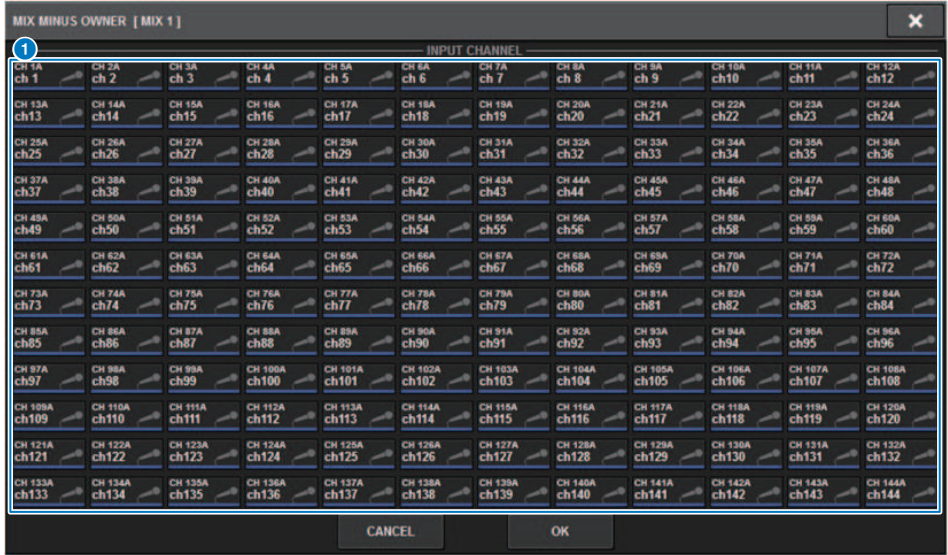 MIX MINUS OWNER [ MIX 1 ]
×
1
INPUT CHANNEL
CH 1A CH 2A CH 3A CH 4A CH 5A CH 6A CH 7A CH 8A CH 9A CH 10A CH 11A CH 12A
ch 1 ch 2 ch 3 ch 4 ch 5 ch 6 ch 7 ch 8 ch 9 ch10 ch11 ch12
CH 13A CH 14A CH 15A CH 16A CH 17A CH 18A CH 19A CH 20A CH 21A CH 22A CH 23A CH 24A
ch13 ch14 ch15 ch16 ch17 ch18 ch19 ch20 ch21 ch22 ch23 ch24
CH 25A CH 26A CH 27A CH 28A CH 29A CH 30A CH 31A CH 32A CH 33A CH 34A CH 35A CH 36A
ch25 ch26 ch27 ch28 ch29 ch30 ch31 ch32 ch33 ch34 ch35 ch36
CH 37A CH 38A CH 39A CH 40A CH 41A CH 42A CH 43A CH 44A CH 45A CH 46A CH 47A CH 48A
ch37 ch38 ch39 ch40 ch41 ch42 ch43 ch44 ch45 ch46 ch47 ch48
CH 49A CH 50A CH 51A CH 52A CH 53A CH 54A CH 55A CH 56A CH 57A CH 58A CH 59A CH 60A
ch49 ch50 ch51 ch52 ch53 ch54 ch55 ch56 ch57 ch58 ch59 ch60
CH 61A CH 62A CH 63A CH 64A CH 65A CH 66A CH 67A CH 68A CH 69A CH 70A CH 71A CH 72A
ch61 ch62 ch63 ch64 ch65 ch66 ch67 ch68 ch69 ch70 ch71 ch72
CH 73A CH 74A CH 75A CH 76A CH 77A CH 78A CH 79A CH 80A CH 81A CH 82A CH 83A CH 84A
ch73 ch74 ch75 ch76 ch77 ch78 ch79 ch80 ch81 ch82 ch83 ch84
CH 85A CH 86A CH 87A CH 88A CH 89A CH 90A CH 91A CH 92A CH 93A CH 94A CH 95A CH 96A
ch85 ch86 ch87 ch88 ch89 ch90 ch91 ch92 ch93 ch94 ch95 ch96
CH 97A CH 98A CH 99A CH 100A CH 101A CH 102A CH 103A CH 104A CH 105A CH 106A CH 107A CH 108A
ch97 ch98 ch99 ch100 ch101 ch102 ch103 ch104 ch105 ch106 ch107 ch108
CH 109A CH 110A CH 111A CH 112A CH 113A CH 114A CH 115A CH 116A CH 117A CH 118A CH 119A CH 120A
ch109 ch110 ch111 ch112 ch113 ch114 ch115 ch116 ch117 ch118 ch119 ch120
CH 121A CH 122A CH 123A CH 124A CH 125A CH 126A CH 127A CH 128A CH 129A CH 130A CH 131A CH 132A
ch121 ch122 ch123 ch124 ch125 ch126 ch127 ch128 ch129 ch130 ch131 ch132
CH 133A CH 134A CH 135A CH 136A CH 137A CH 138A CH 139A CH 140A CH 141A CH 142A CH 143A CH 144A
ch133 ch134 ch135 ch136 ch137 ch138 ch139 ch140 ch141 ch142 ch143 ch144
CANCEL OK